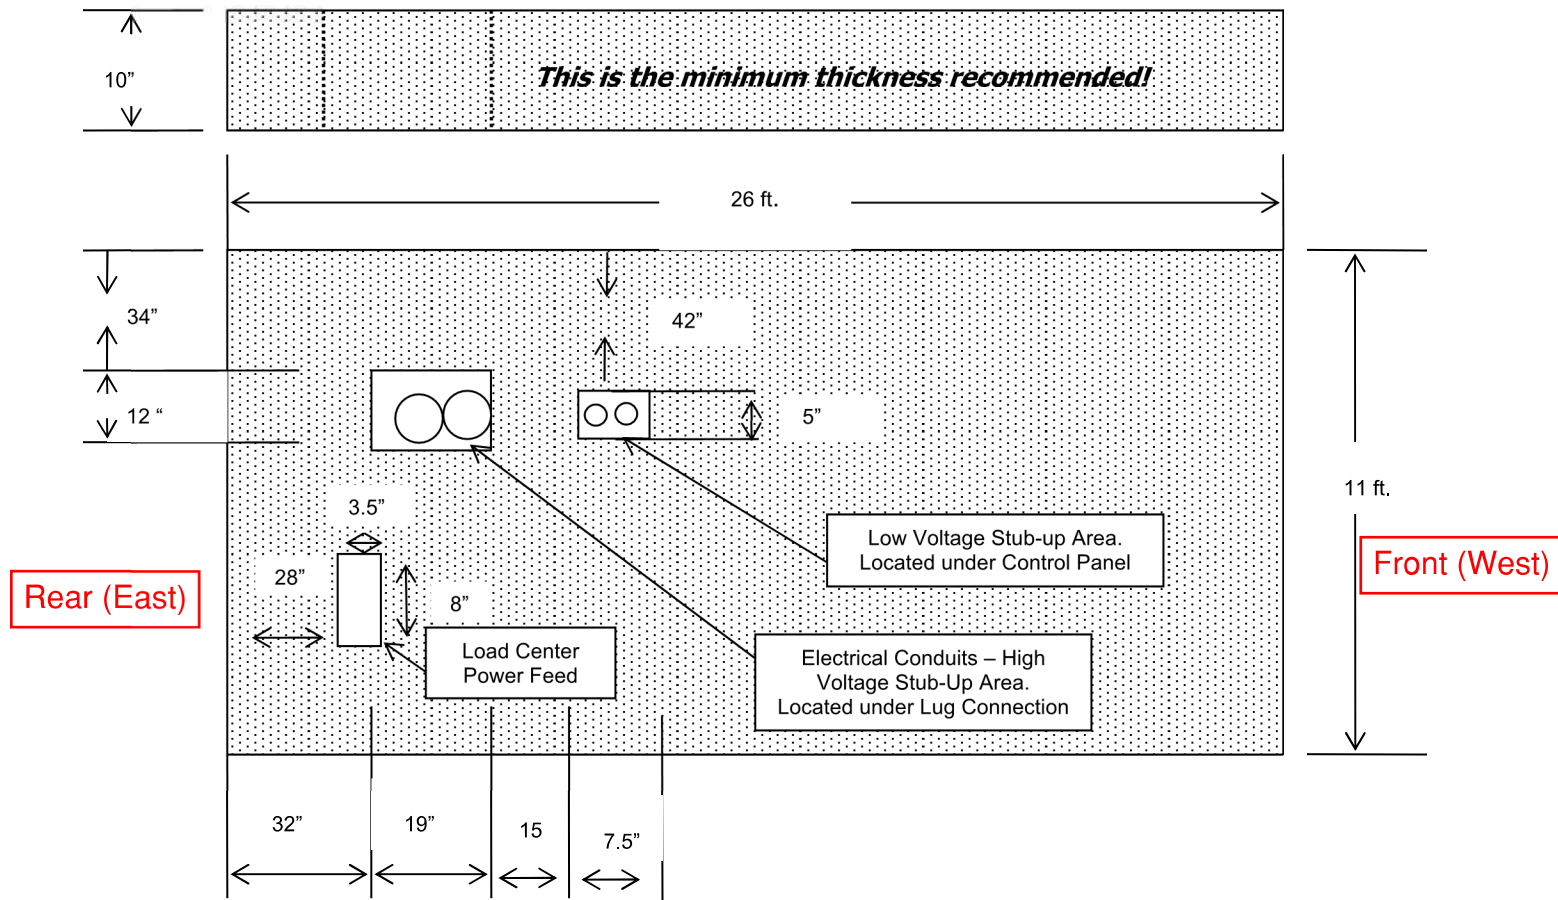 10”
This is the minimum thickness recommended!
26 ft.
34”
42”
12 “
5”
11 ft.
3.5”
Low Voltage Stub-up Area.
Located under Control Panel
Front (West)
28”
Rear (East)
8”
Load Center
Power Feed
Electrical Conduits – High
Voltage Stub-Up Area.
Located under Lug Connection
32”
19”
15
7.5”